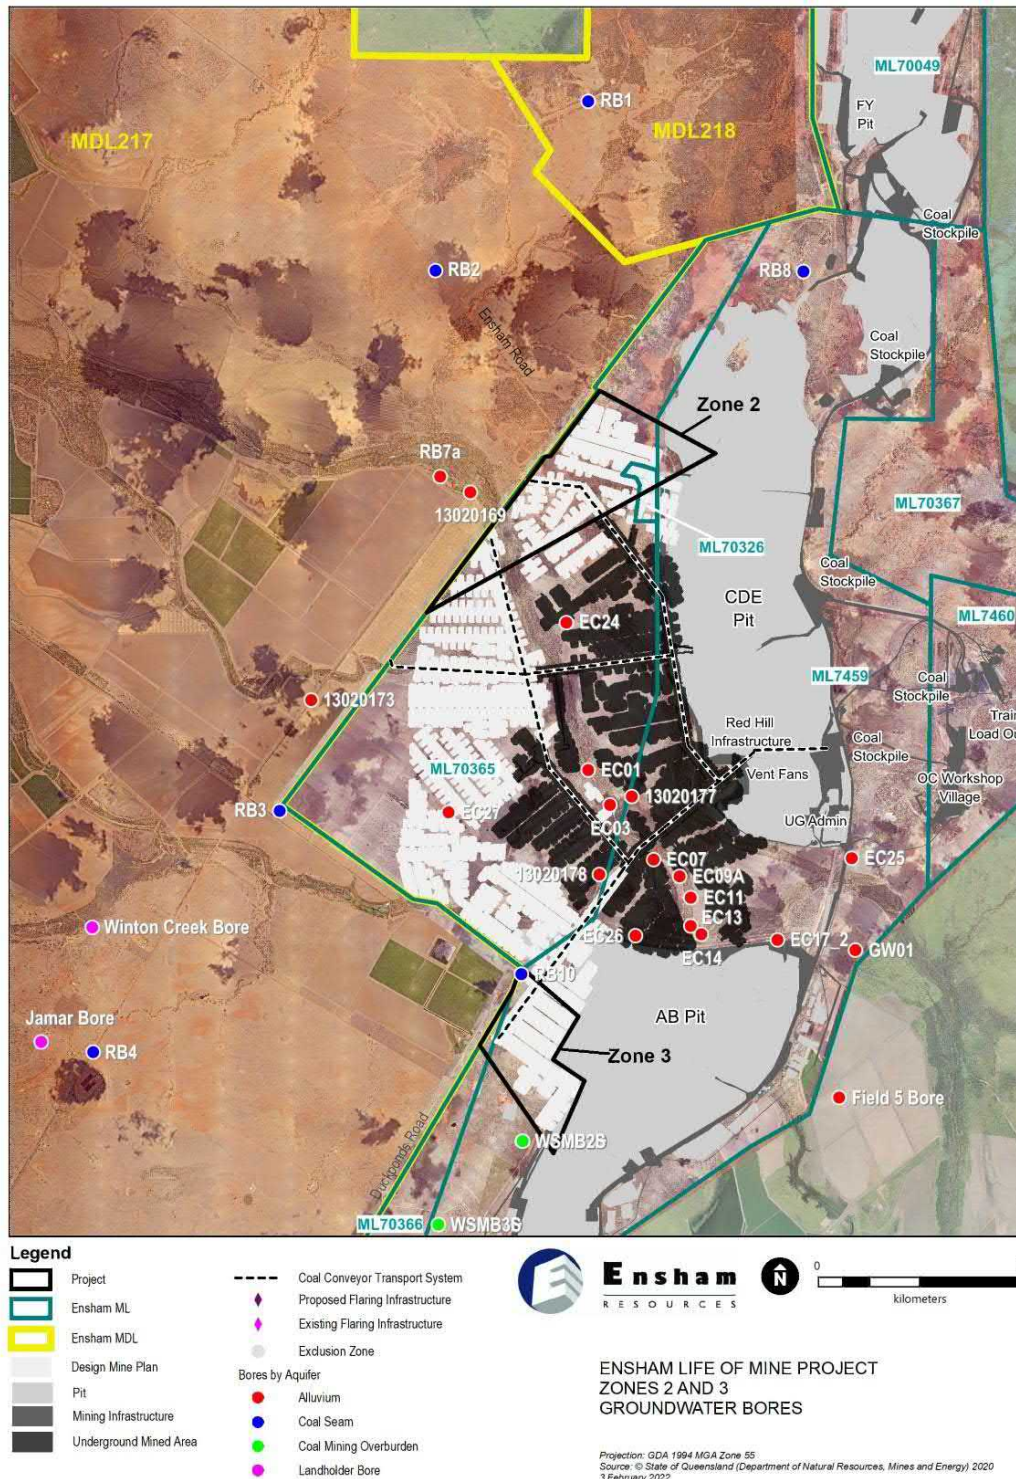 ML70049
FY
Pit
RB1
MDL217
MDL218
Coal
Stockpile
RB2
RB8
Ensham Road
Coal
Stockpile
Zone 2
RB7a
13020169
ML70367
ML70326
Coal
Stockpile
CDE
Pit
ML7460
EC24
ML7459
Coal
Stockpile
13020173
Red Hill
Infrastructure
Train
Load Ou
Coal
Stockpile
ML70365
EC01
Vent Fans
OC Workshop
Village
13020177
RB3
EC27
EC03
UG Admin
EC07
EC25
13020178
EC09A
EC11
Winton Creek Bore
EC13
EC26
EC14
EC17_2
GW01
RB10
Jamar Bore
AB Pit
RB4
Zone 3
Field 5 Bore
Duckponds Road
WSMB2S
ML70366
WSMB3S
Legend
Project
Ensham ML
Ensham MDL
Design Mine Plan
Pit
Mining Infrastructure
Underground Mined Area
Coal Conveyor Transport System
Proposed Flaring Infrastructure
Existing Flaring Infrastructure
Exclusion Zone
Bores by Aquifer
Alluvium
Coal Seam
Coal Mining Overburden
Landholder Bore
E
Ensham
RESOURCES
N
0
kilometers
ENSHAM LIFE OF MINE PROJECT
ZONES 2 AND 3
GROUNDWATER BORES
Projection: GDA 1994 MGA Zone 55
Source: © State of Queensland (Department of Natural Resources, Mines and Energy) 2020
3 February 2022